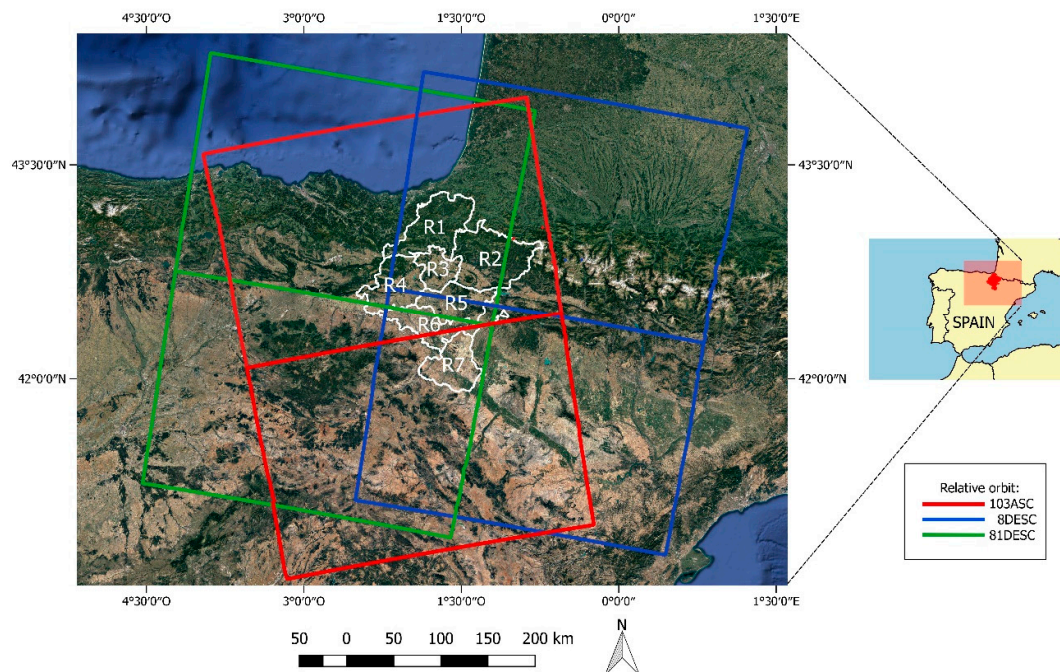 4°30'0"W 3°0'0"W 1°30'0"W 0°0'0"E 1°30'0"E
43°30'0"N 43°30'0"N
R1
R2
R3
R4
R5
R6
R7
SPAIN
42°0'0"N 42°0'0"N
Relative orbit:
103ASC
8DESC
81DESC
4°30'0"W 3°0'0"W 1°30'0"W 0°0'0"E 1°30'0"E
50 0 50 100 150 200 km
N